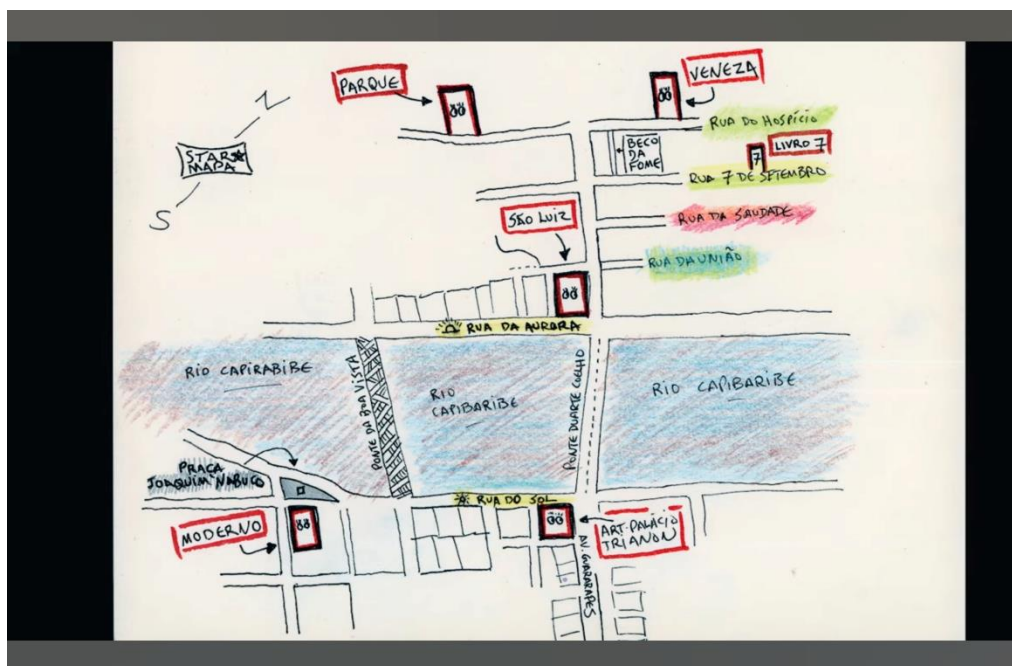 PARQUE
VENEZA
N
STAR
MAPA
S
RUA DO HOSPÍCIO
BECO
DA
FOME
7
LIVRO 7
RUA 7 DE SETEMBRO
SÃO LUIZ
RUA DA SAUDADE
RUA DA UNIÃO
RUA DA AURORA
RIO CAPIRABIBE
PONTE DA BOA VISTA
RIO
CAPIBARIBE
PONTE DUARTE COELHO
RIO CAPIBARIBE
PRAÇA
JOAQUIM NABUCO
RUA DO SOL
MODERNO
ART-PALÁCIO
TRIANON
AV. GUARARAPES